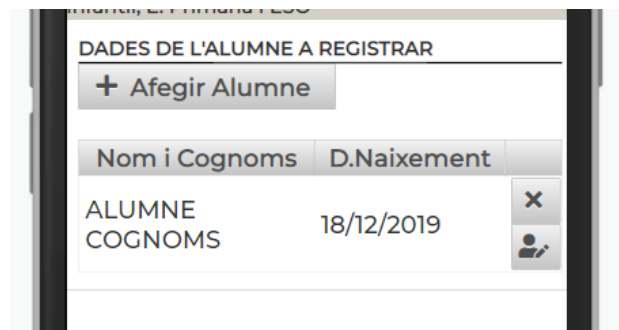 DADES DE L'ALUMNE A REGISTRAR
+ Afegir Alumne
Nom i Cognoms D.Naixement
ALUMNE
COGNOMS
18/12/2019